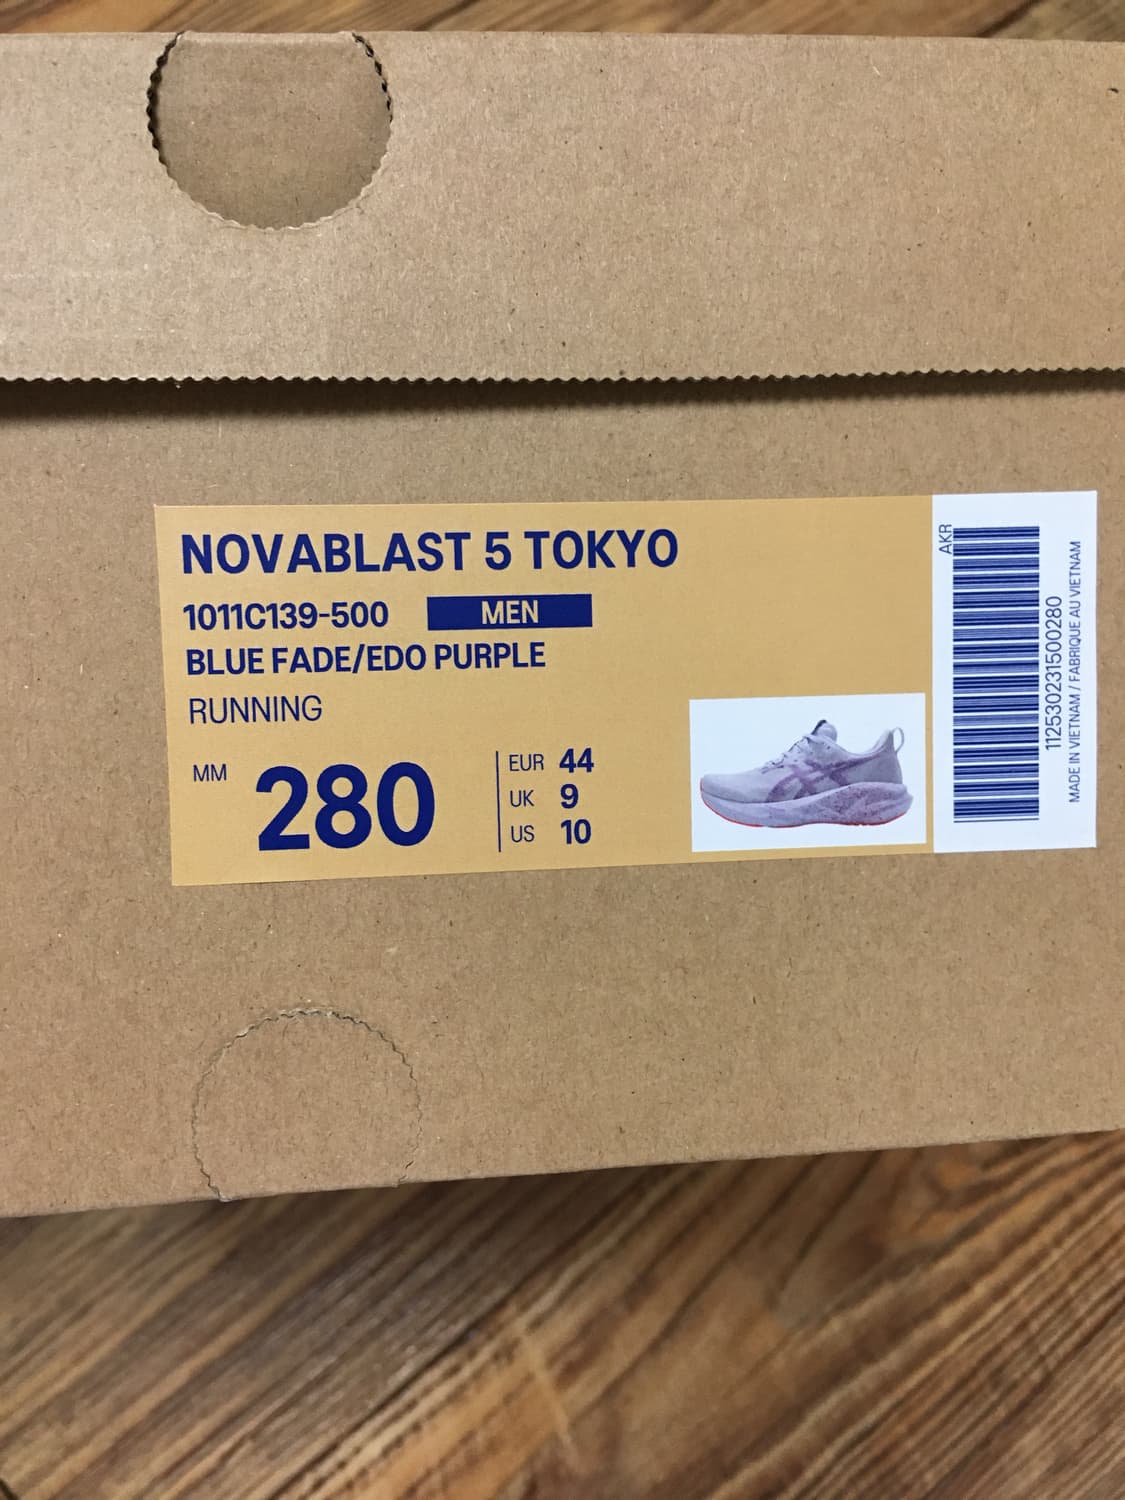 NOVABLAST 5 TOKYO
1011C139-500 MEN
BLUE FADE/EDO PURPLE
RUNNING
MM 280
EUR 44
UK 9
US 10
AKR
112530231500280
MADE IN VIETNAM / FABRIQUE AU VIETNAM